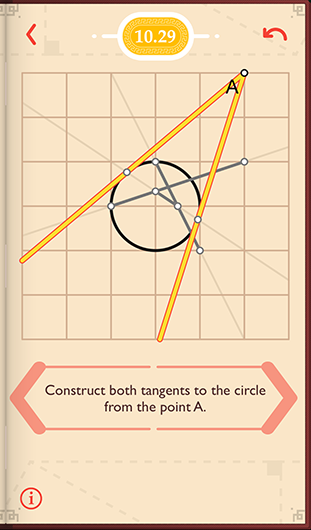 10.29
A
Construct both tangents to the circle
from the point A.
i